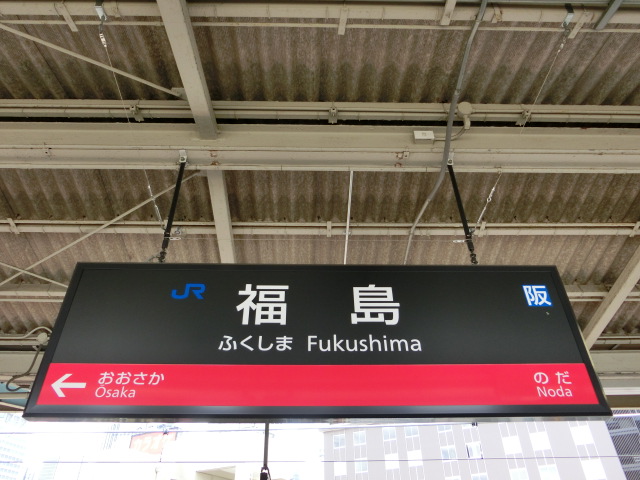 JR 福島 阪
ふくしま Fukushima
← おおさか のだ
Osaka Noda